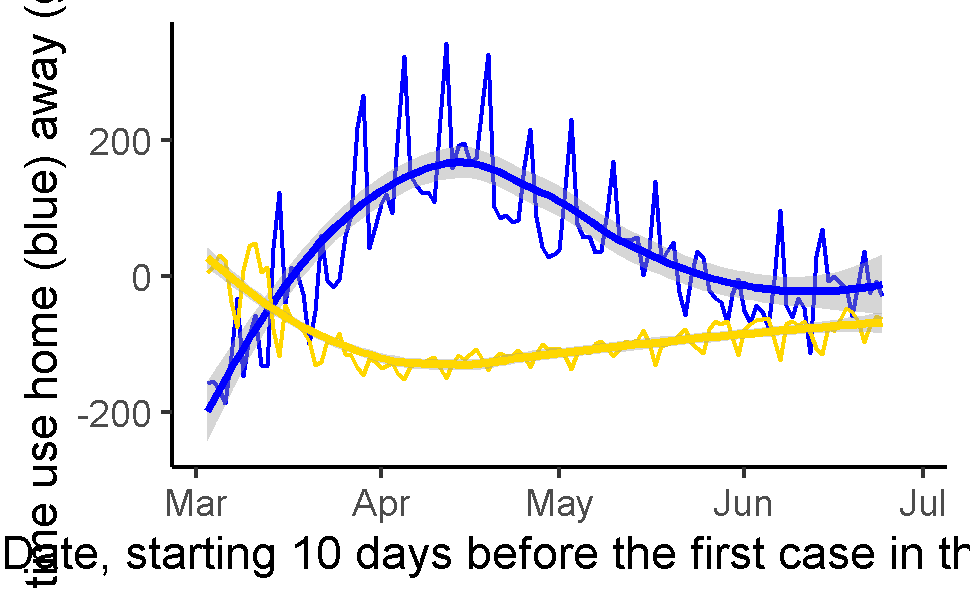 time use home (blue) away (
200
0
-200
Mar Apr May Jun Jul
Date, starting 10 days before the first case in th